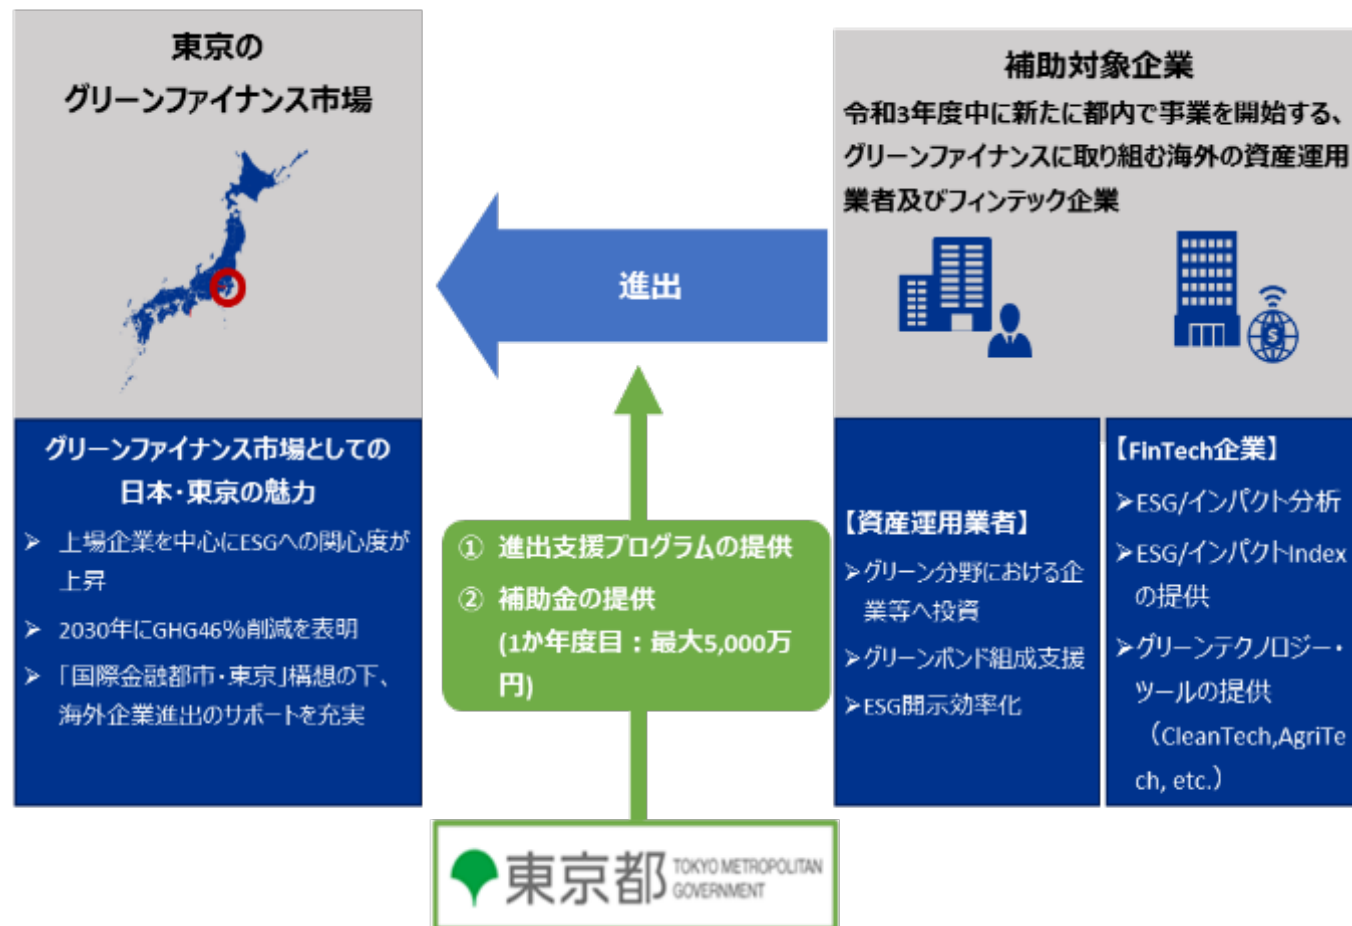 東京の
グリーンファイナンス市場
グリーンファイナンス市場としての
日本・東京の魅力
➢ 上場企業を中心にESGへの関心度が
上昇
➢ 2030年にGHG46%削減を表明
➢ 「国際金融都市・東京」構想の下、
海外企業進出のサポートを充実
進出
① 進出支援プログラムの提供
② 補助金の提供
(1か年度目:最大5,000万
円)
東京都
TOKYO METROPOLITAN
GOVERNMENT
補助対象企業
令和3年度中に新たに都内で事業を開始する、
グリーンファイナンスに取り組む海外の資産運用
業者及びフィンテック企業
S
【資産運用業者】
➢グリーン分野における企
業等へ投資
➢グリーンボンド組成支援
➢ESG開示効率化
【FinTech企業】
➢ESG/インパクト分析
➢ESG/インパクトIndex
の提供
➢グリーンテクノロジー・
ツールの提供
(CleanTech,AgriTe
ch, etc.)